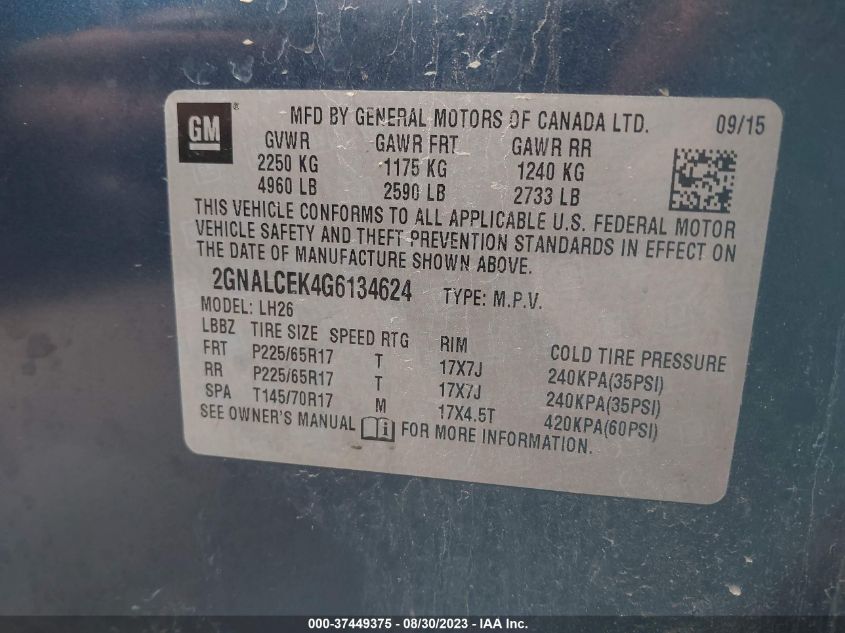 GM ® MFD BY GENERAL MOTORS OF CANADA LTD. 09/15
GVWR GAWR FRT GAWR RR
2250 KG 1175 KG 1240 KG
4960 LB 2590 LB 2733 LB
THIS VEHICLE CONFORMS TO ALL APPLICABLE U.S. FEDERAL MOTOR
VEHICLE SAFETY AND THEFT PREVENTION STANDARDS IN EFFECT ON
THE DATE OF MANUFACTURE SHOWN ABOVE.
2GNALCEK4G6134624 TYPE: M.P.V.
MODEL: LH26
LBBZ TIRE SIZE SPEED RTG RIM COLD TIRE PRESSURE
FRT P225/65R17 T 17X7J 240KPA(35PSI)
RR P225/65R17 T 17X7J 240KPA(35PSI)
SPA T145/70R17 M 17X4.5T 420KPA(60PSI)
SEE OWNER'S MANUAL i FOR MORE INFORMATION.
000-37449375 - 08/30/2023 - IAA Inc.